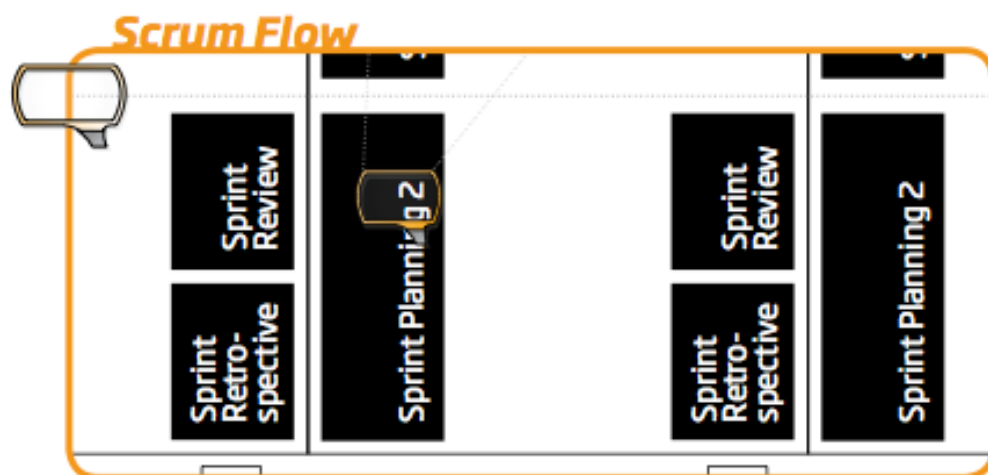 Scrum Flow
Sprint
Review
Sprint
Retro-
spective
Sprint Planning 2
Sprint
Review
Sprint
Retro-
spective
Sprint Planning 2